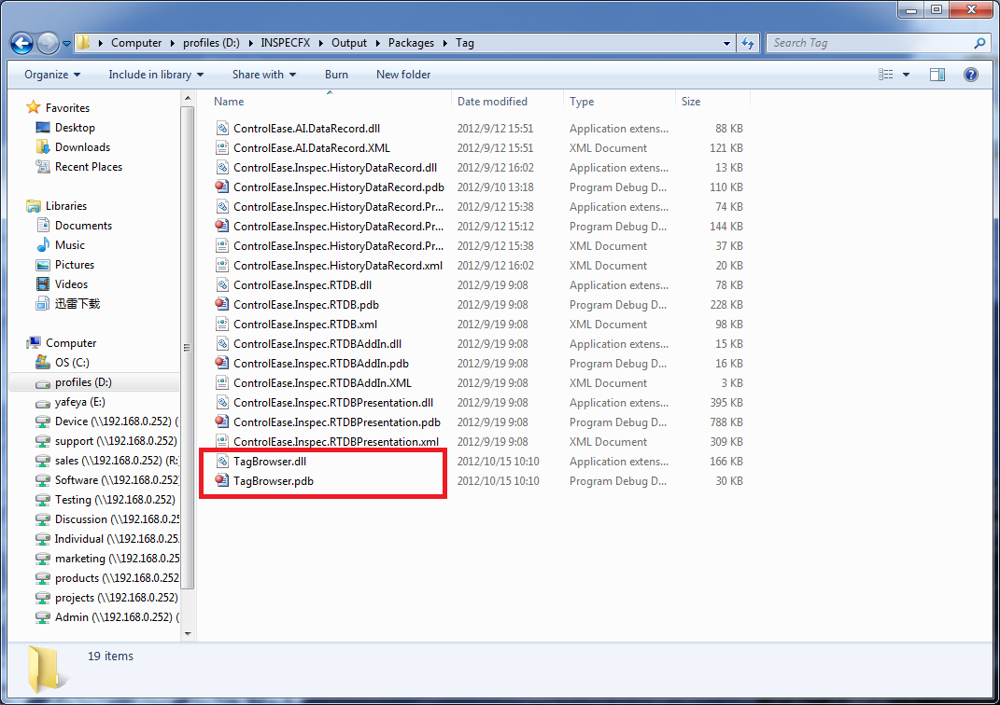 Computer ▸ profiles (D:) ▸ INSPECFX ▸ Output ▸ Packages ▸ Tag
Search Tag
Organize Include in library Share with Burn New folder
Favorites
Desktop
Downloads
Recent Places
Libraries
Documents
Music
Pictures
Videos
迅雷下载
Computer
OS (C:)
profiles (D:)
yafeya (E:)
Device (\\192.168.0.252) (
support (\\192.168.0.252)
sales (\\192.168.0.252) (R:
Software (\\192.168.0.252
Testing (\\192.168.0.252)
Discussion (\\192.168.0.25
Individual (\\192.168.0.25
marketing (\\192.168.0.252
products (\\192.168.0.252
projects (\\192.168.0.252)
Admin (\\192.168.0.252) (
Name Date modified Type Size
ControlEase.AI.DataRecord.dll 2012/9/12 15:51 Application extens... 88 KB
ControlEase.AI.DataRecord.XML 2012/9/12 15:51 XML Document 121 KB
ControlEase.Inspec.HistoryDataRecord.dll 2012/9/12 16:02 Application extens... 13 KB
ControlEase.Inspec.HistoryDataRecord.pdb 2012/9/10 13:18 Program Debug D... 110 KB
ControlEase.Inspec.HistoryDataRecord.Pr... 2012/9/12 15:38 Application extens... 74 KB
ControlEase.Inspec.HistoryDataRecord.Pr... 2012/9/12 15:12 Program Debug D... 144 KB
ControlEase.Inspec.HistoryDataRecord.Pr... 2012/9/12 15:38 XML Document 37 KB
ControlEase.Inspec.HistoryDataRecord.xml 2012/9/12 16:02 XML Document 20 KB
ControlEase.Inspec.RTDB.dll 2012/9/19 9:08 Application extens... 78 KB
ControlEase.Inspec.RTDB.pdb 2012/9/19 9:08 Program Debug D... 228 KB
ControlEase.Inspec.RTDB.xml 2012/9/19 9:08 XML Document 98 KB
ControlEase.Inspec.RTDBAddIn.dll 2012/9/19 9:08 Application extens... 15 KB
ControlEase.Inspec.RTDBAddIn.pdb 2012/9/19 9:08 Program Debug D... 16 KB
ControlEase.Inspec.RTDBAddIn.XML 2012/9/19 9:08 XML Document 3 KB
ControlEase.Inspec.RTDBPresentation.dll 2012/9/19 9:08 Application extens... 395 KB
ControlEase.Inspec.RTDBPresentation.pdb 2012/9/19 9:08 Program Debug D... 788 KB
ControlEase.Inspec.RTDBPresentation.xml 2012/9/19 9:08 XML Document 309 KB
TagBrowser.dll 2012/10/15 10:10 Application extens... 166 KB
TagBrowser.pdb 2012/10/15 10:10 Program Debug D... 30 KB
19 items